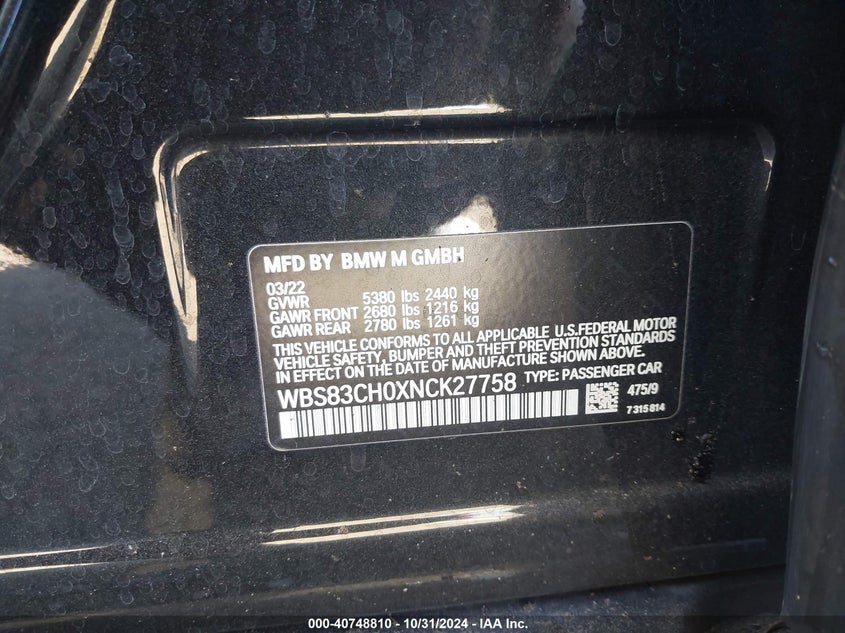 MFD BY BMW M GMBH
03/22
GVWR 5380 lbs 2440 kg
GAWR FRONT 2680 lbs 1216 kg
GAWR REAR 2780 lbs 1261 kg
THIS VEHICLE CONFORMS TO ALL APPLICABLE U.S.FEDERAL MOTOR
VEHICLE SAFETY, BUMPER AND THEFT PREVENTION STANDARDS
IN EFFECT ON THE DATE OF MANUFACTURE SHOWN ABOVE.
WBS83CH0XNCK27758 TYPE: PASSENGER CAR
475/9
7 315 814
000-40748810 - 10/31/2024 - IAA Inc.